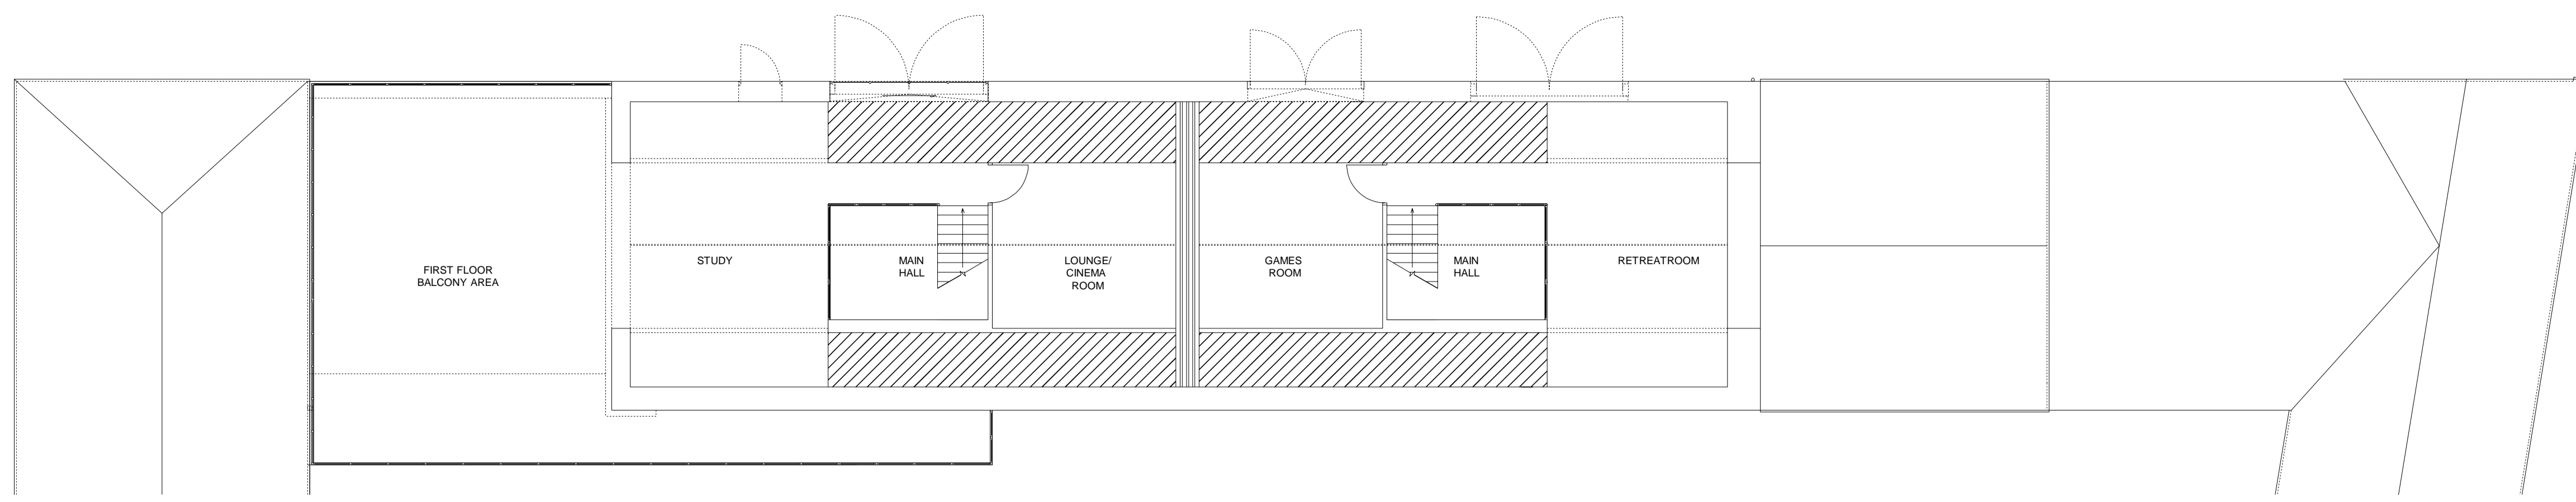 FIRST FLOOR
BALCONY AREA
STUDY
MAIN
HALL
LOUNGE/
CINEMA
ROOM
GAMES
ROOM
MAIN
HALL
RETREATROOM